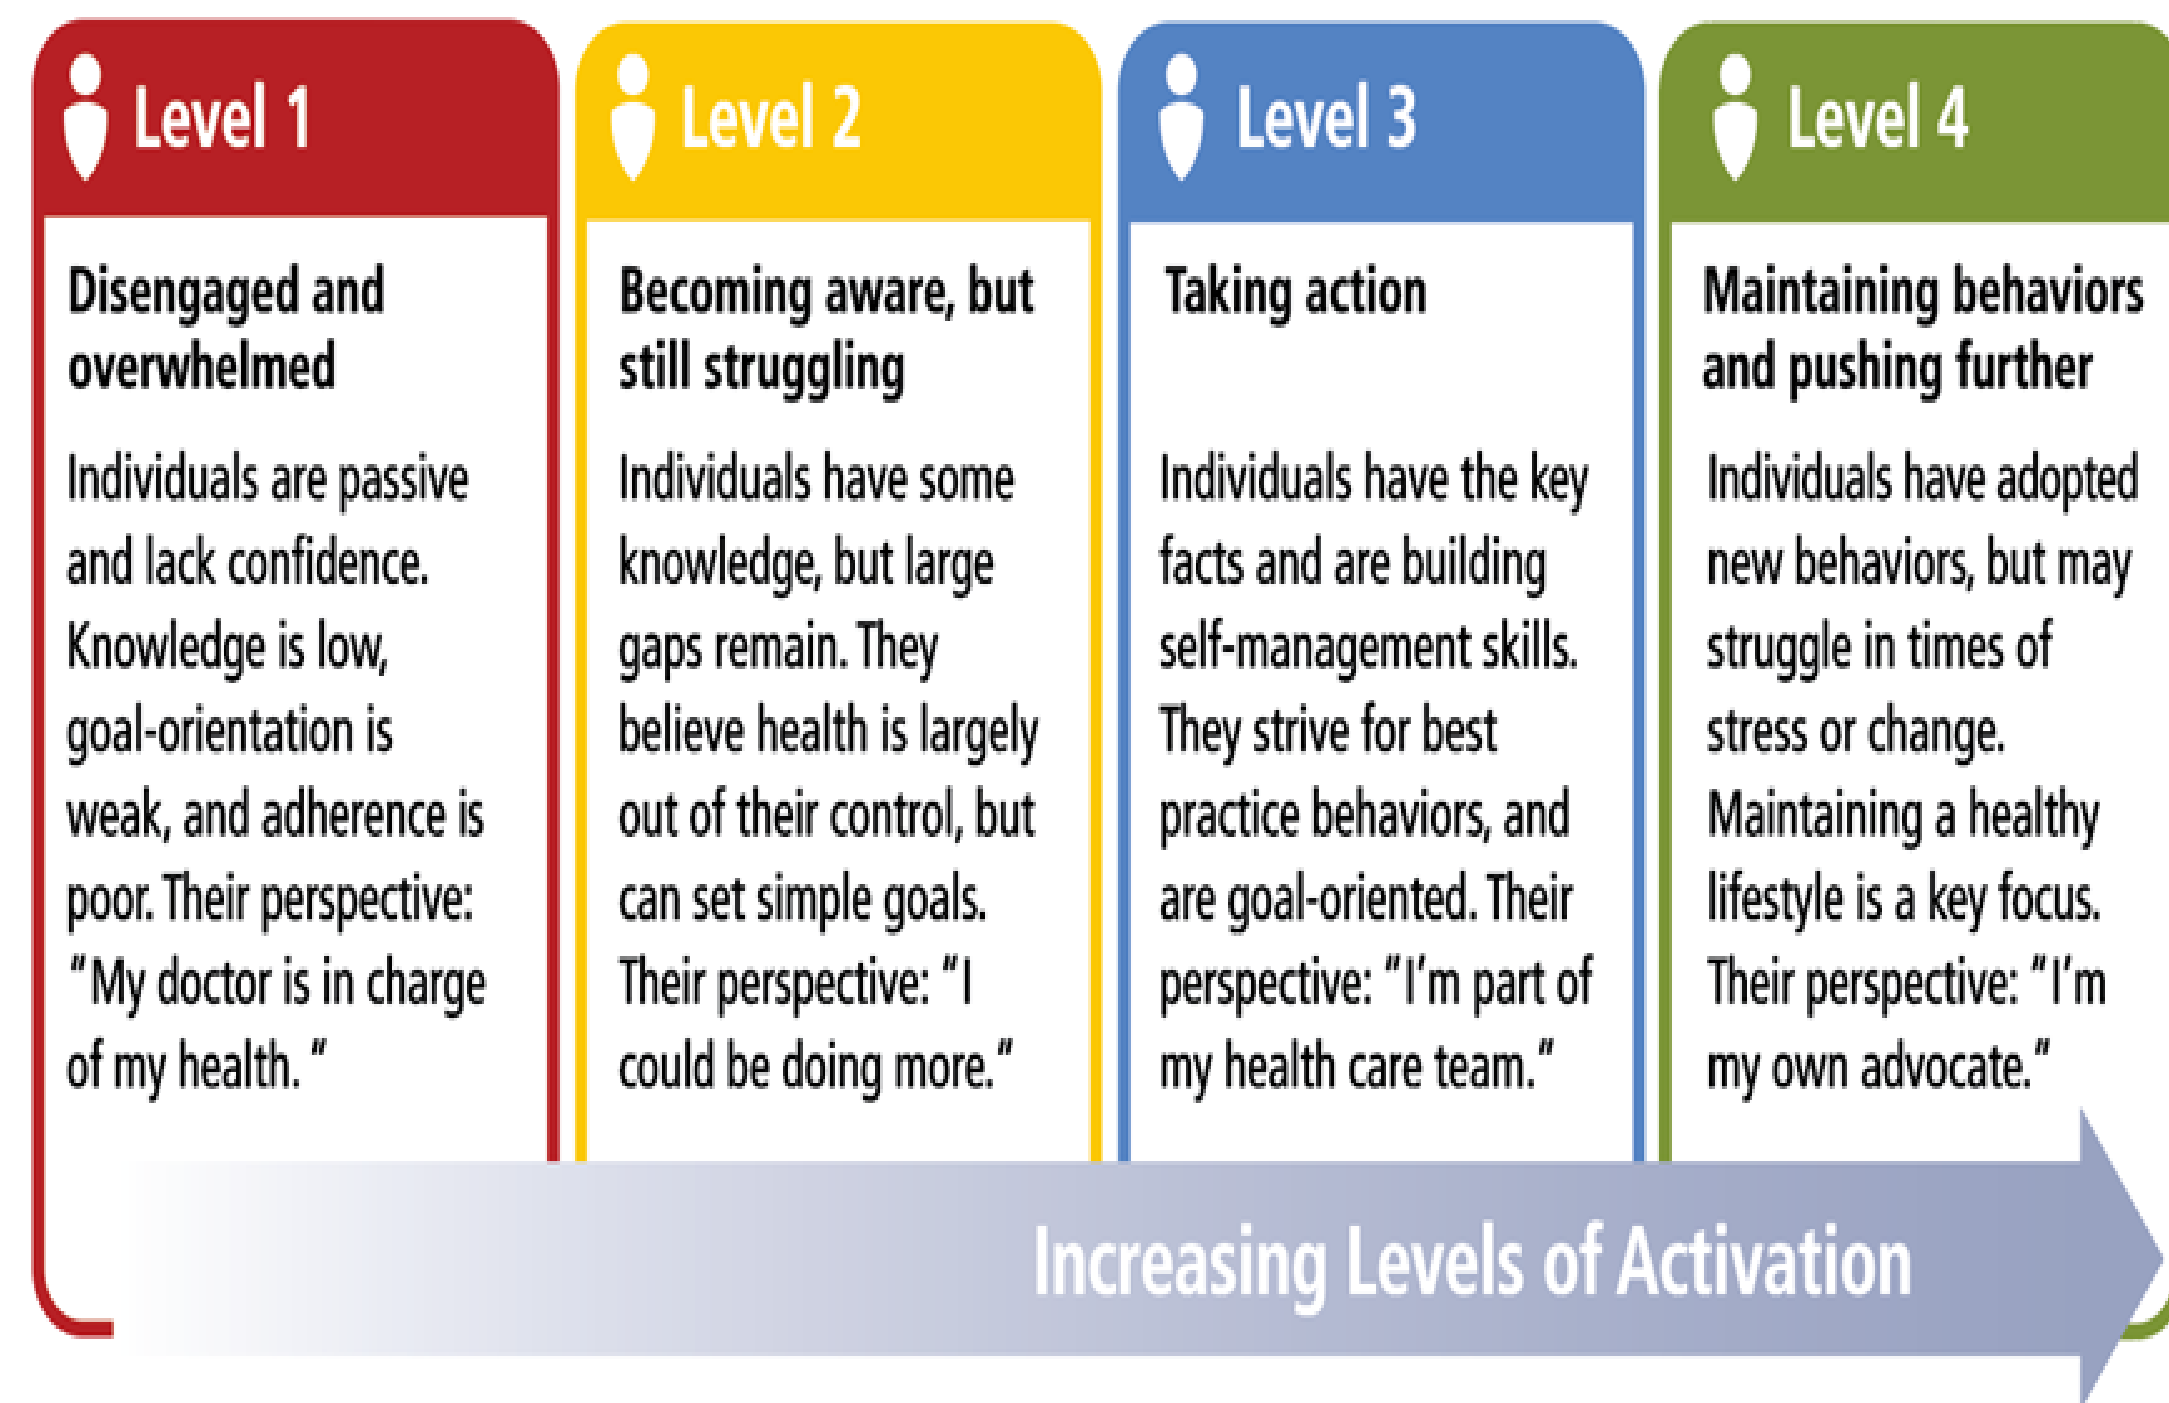 Level 1
Disengaged and
overwhelmed
Individuals are passive
and lack confidence.
Knowledge is low,
goal-orientation is
weak, and adherence is
poor. Their perspective:
"My doctor is in charge
of my health. "
Level 2
Becoming aware, but
still struggling
Individuals have some
knowledge, but large
gaps remain. They
believe health is largely
out of their control, but
can set simple goals.
Their perspective: "I
could be doing more."
Level 3
Taking action
Individuals have the key
facts and are building
self-management skills.
They strive for best
practice behaviors, and
are goal-oriented. Their
perspective: "I'm part of
my health care team."
Level 4
Maintaining behaviors
and pushing further
Individuals have adopted
new behaviors, but may
struggle in times of
stress or change.
Maintaining a healthy
lifestyle is a key focus.
Their perspective: "I'm
my own advocate."
Increasing Levels of Activation